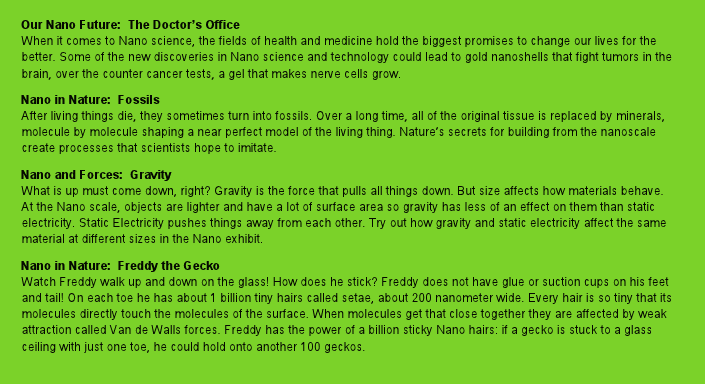 Our Nano Future:  The Doctor's Office
When it comes to Nano science, the fields of health and medicine hold the biggest promises to change our lives for the
better. Some of the new discoveries in Nano science and technology could lead to gold nanoshells that fight tumors in the
brain, over the counter cancer tests, a gel that makes nerve cells grow.
Nano in Nature:  Fossils
After living things die, they sometimes turn into fossils. Over a long time, all of the original tissue is replaced by minerals,
molecule by molecule shaping a near perfect model of the living thing. Nature's secrets for building from the nanoscale
create processes that scientists hope to imitate.
Nano and Forces:  Gravity
What is up must come down, right? Gravity is the force that pulls all things down. But size affects how materials behave.
At the Nano scale, objects are lighter and have a lot of surface area so gravity has less of an effect on them than static
electricity. Static Electricity pushes things away from each other. Try out how gravity and static electricity affect the same
material at different sizes in the Nano exhibit.
Nano in Nature:  Freddy the Gecko
Watch Freddy walk up and down on the glass! How does he stick? Freddy does not have glue or suction cups on his feet
and tail! On each toe he has about 1 billion tiny hairs called setae, about 200 nanometer wide. Every hair is so tiny that its
molecules directly touch the molecules of the surface. When molecules get that close together they are affected by weak
attraction called Van de Walls forces. Freddy has the power of a billion sticky Nano hairs: if a gecko is stuck to a glass
ceiling with just one toe, he could hold onto another 100 geckos.